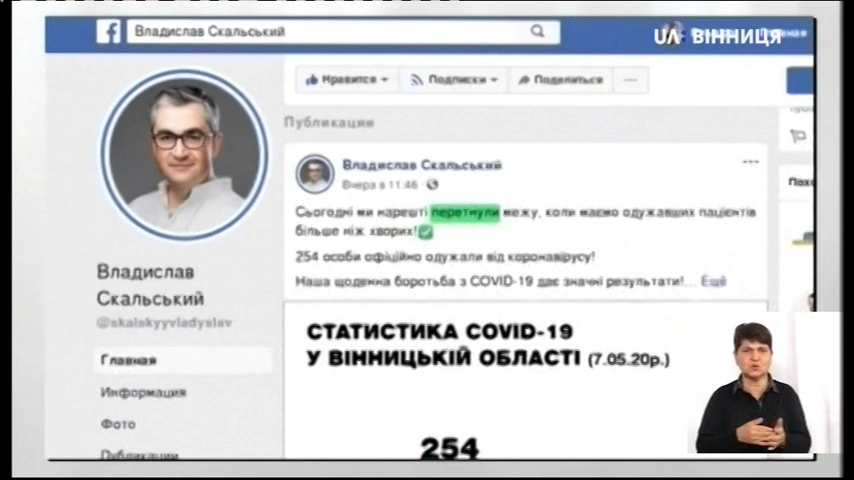 Владислав Скальський
UA: ВІННИЦЯ
Нравится
Подписки
Поделиться
Публикации
Владислав Скальський
Вчера в 11:46
Сьогодні ми нарешті перетнули межу, коли маємо одужавших пацієнтів
більше ніж хворих!
254 особи офіційно одужали від коронавірусу!
Наша щоденна боротьба з COVID-19 дає значні результати!... Ещё
Владислав
Скальський
@skalskyyvladyslav
Главная
Информация
Фото
Публикации
СТАТИСТИКА COVID-19
У ВІННИЦЬКІЙ ОБЛАСТІ (7.05.20р.)
254